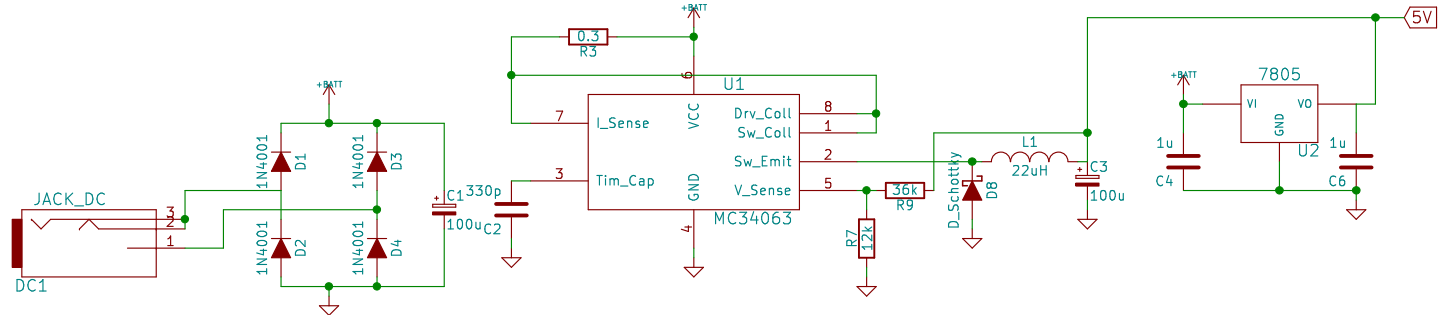 JACK_DC
3
2
1
DC1
+BATT
1N4001
D1
1N4001
D3
1N4001
D2
1N4001
D4
C1
100u
330p
C2
+BATT
0.3
R3
U1
6
VCC
7
I_Sense
3
Tim_Cap
Drv_Coll
8
Sw_Coll
1
Sw_Emit
2
V_Sense
5
GND
4
MC34063
36k
R9
R7
12k
D_Schottky
D8
L1
22uH
C3
100u
+BATT
7805
VI
VO
GND
U2
1u
C4
1u
C6
5V